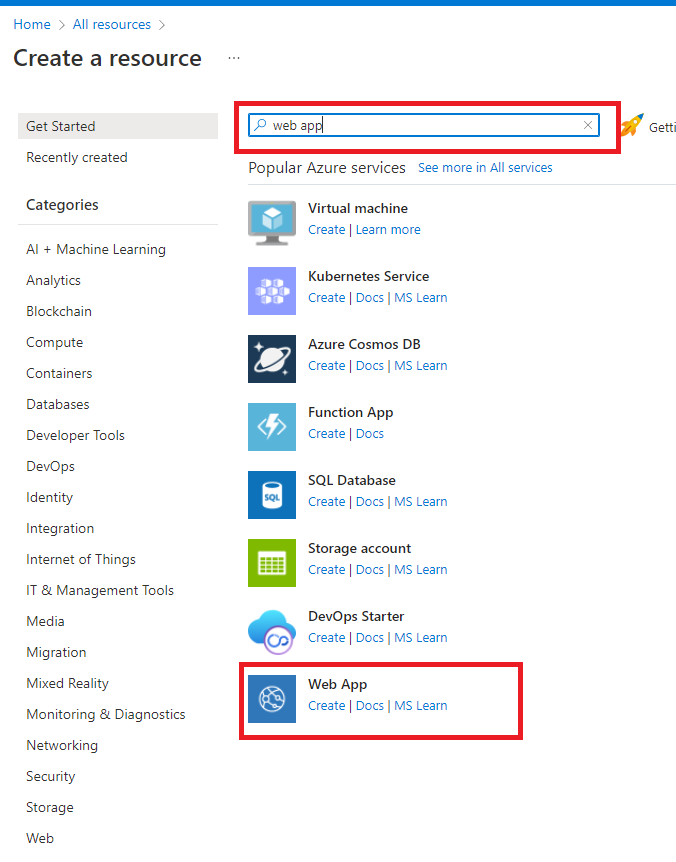 Home > All resources >
Create a resource ...
Get Started
Recently created
Categories
AI + Machine Learning
Analytics
Blockchain
Compute
Containers
Databases
Developer Tools
DevOps
Identity
Integration
Internet of Things
IT & Management Tools
Media
Migration
Mixed Reality
Monitoring & Diagnostics
Networking
Security
Storage
Web
web app
Getti
Popular Azure services See more in All services
Virtual machine
Create | Learn more
Kubernetes Service
Create | Docs | MS Learn
Azure Cosmos DB
Create | Docs | MS Learn
Function App
Create | Docs
SQL Database
SQL
Create | Docs | MS Learn
Storage account
Create | Docs | MS Learn
DevOps Starter
Create | Docs | MS Learn
Web App
Create | Docs | MS Learn